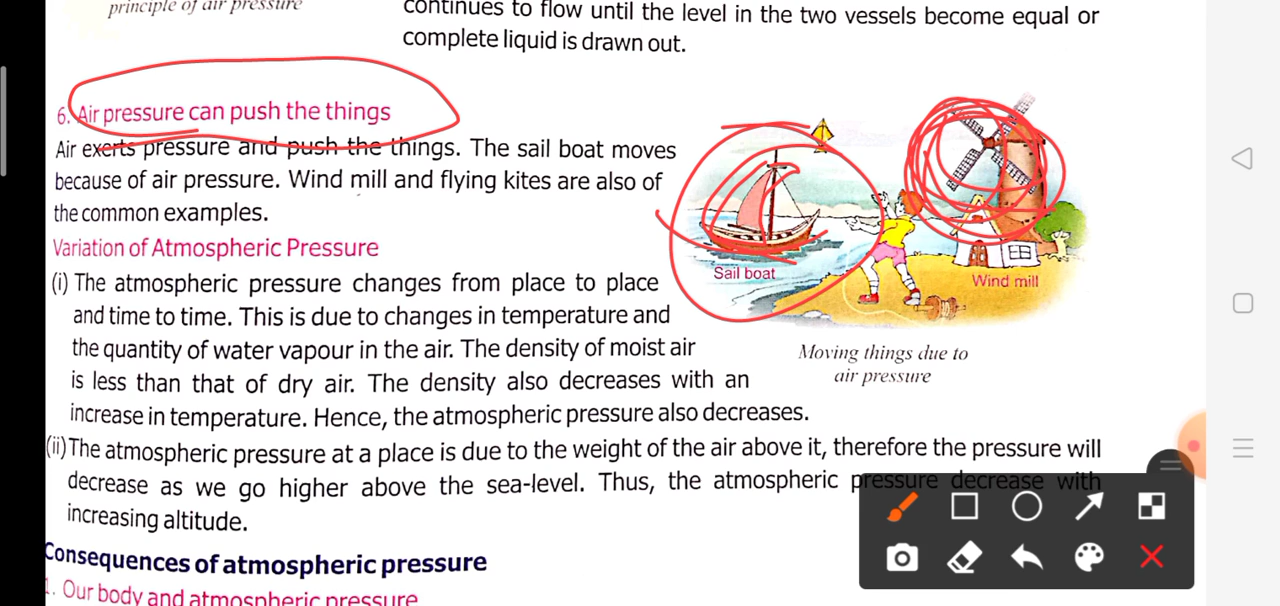 principle of air pressure
continues to flow until the level in the two vessels become equal or
complete liquid is drawn out.
6. Air pressure can push the things
Air exerts pressure and push the things. The sail boat moves
because of air pressure. Wind mill and flying kites are also of
the common examples.
Sail boat
Wind mill
Moving things due to
air pressure
Variation of Atmospheric Pressure
(i) The atmospheric pressure changes from place to place
and time to time. This is due to changes in temperature and
the quantity of water vapour in the air. The density of moist air
is less than that of dry air. The density also decreases with an
increase in temperature. Hence, the atmospheric pressure also decreases.
(ii) The atmospheric pressure at a place is due to the weight of the air above it, therefore the pressure will
decrease as we go higher above the sea-level. Thus, the atmospheric pressure decrease with
increasing altitude.
Consequences of atmospheric pressure
1. Our body and atmospheric pressure